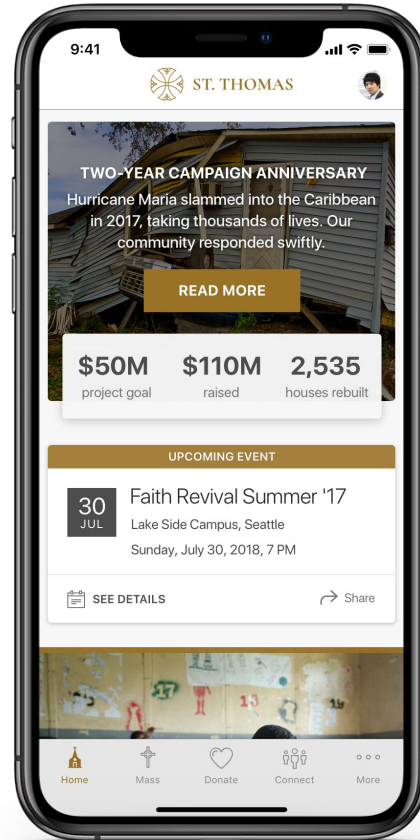 9:41
ST. THOMAS
TWO-YEAR CAMPAIGN ANNIVERSARY
Hurricane Maria slammed into the Caribbean
in 2017, taking thousands of lives. Our
community responded swiftly.
READ MORE
$50M $110M 2,535
project goal raised houses rebuilt
UPCOMING EVENT
30
JUL
Faith Revival Summer '17
Lake Side Campus, Seattle
Sunday, July 30, 2018, 7 PM
SEE DETAILS Share
17 13
Home Mass Donate Connect More